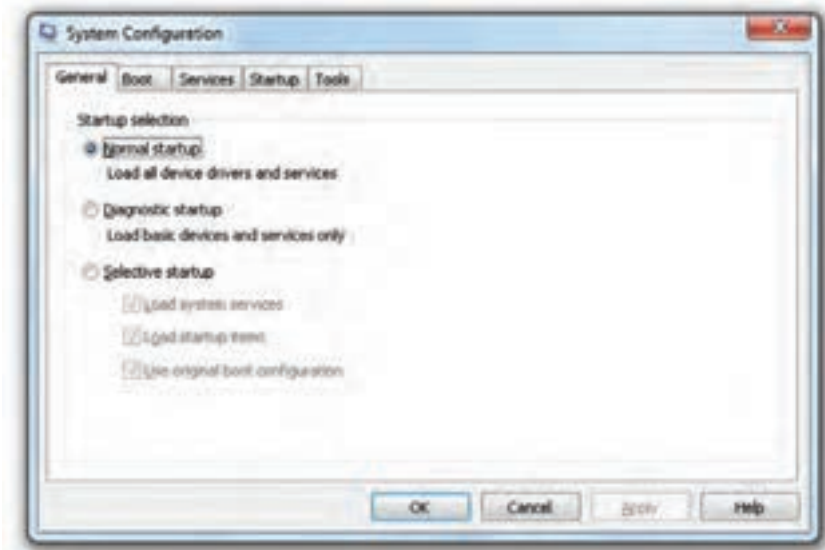 System Configuration
General Boot Services Startup Tools
Startup selection
Normal startup
Load all device drivers and services
Diagnostic startup
Load basic devices and services only
Selective startup
Load system services
Load startup items
Use original boot configuration
OK Cancel Apply Help